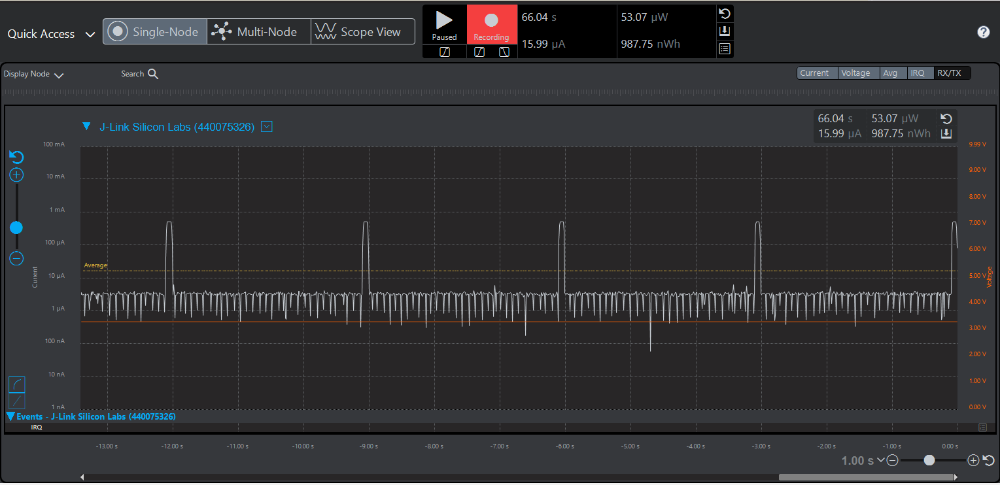 Quick Access Single-Node Multi-Node Scope View Paused Recording
66.04 s 53.07 µW
15.99 µA 987.75 nWh
Display Node Search Current Voltage Avg IRQ RX/TX
J-Link Silicon Labs (440075326)
66.04 s 53.07 µW
15.99 µA 987.75 nWh
100 mA
10 mA
1 mA
100 µA
10 µA
1 µA
100 nA
10 nA
1 nA
Current
Average
9.99 V
9.00 V
8.00 V
7.00 V
6.00 V
5.00 V
4.00 V
3.00 V
2.00 V
1.00 V
0.00 V
Voltage
Events - J-Link Silicon Labs (440075326)
IRQ
-13.00 s -12.00 s -11.00 s -10.00 s -9.00 s -8.00 s -7.00 s -6.00 s -5.00 s -4.00 s -3.00 s -2.00 s -1.00 s 0.00 s
1.00 s